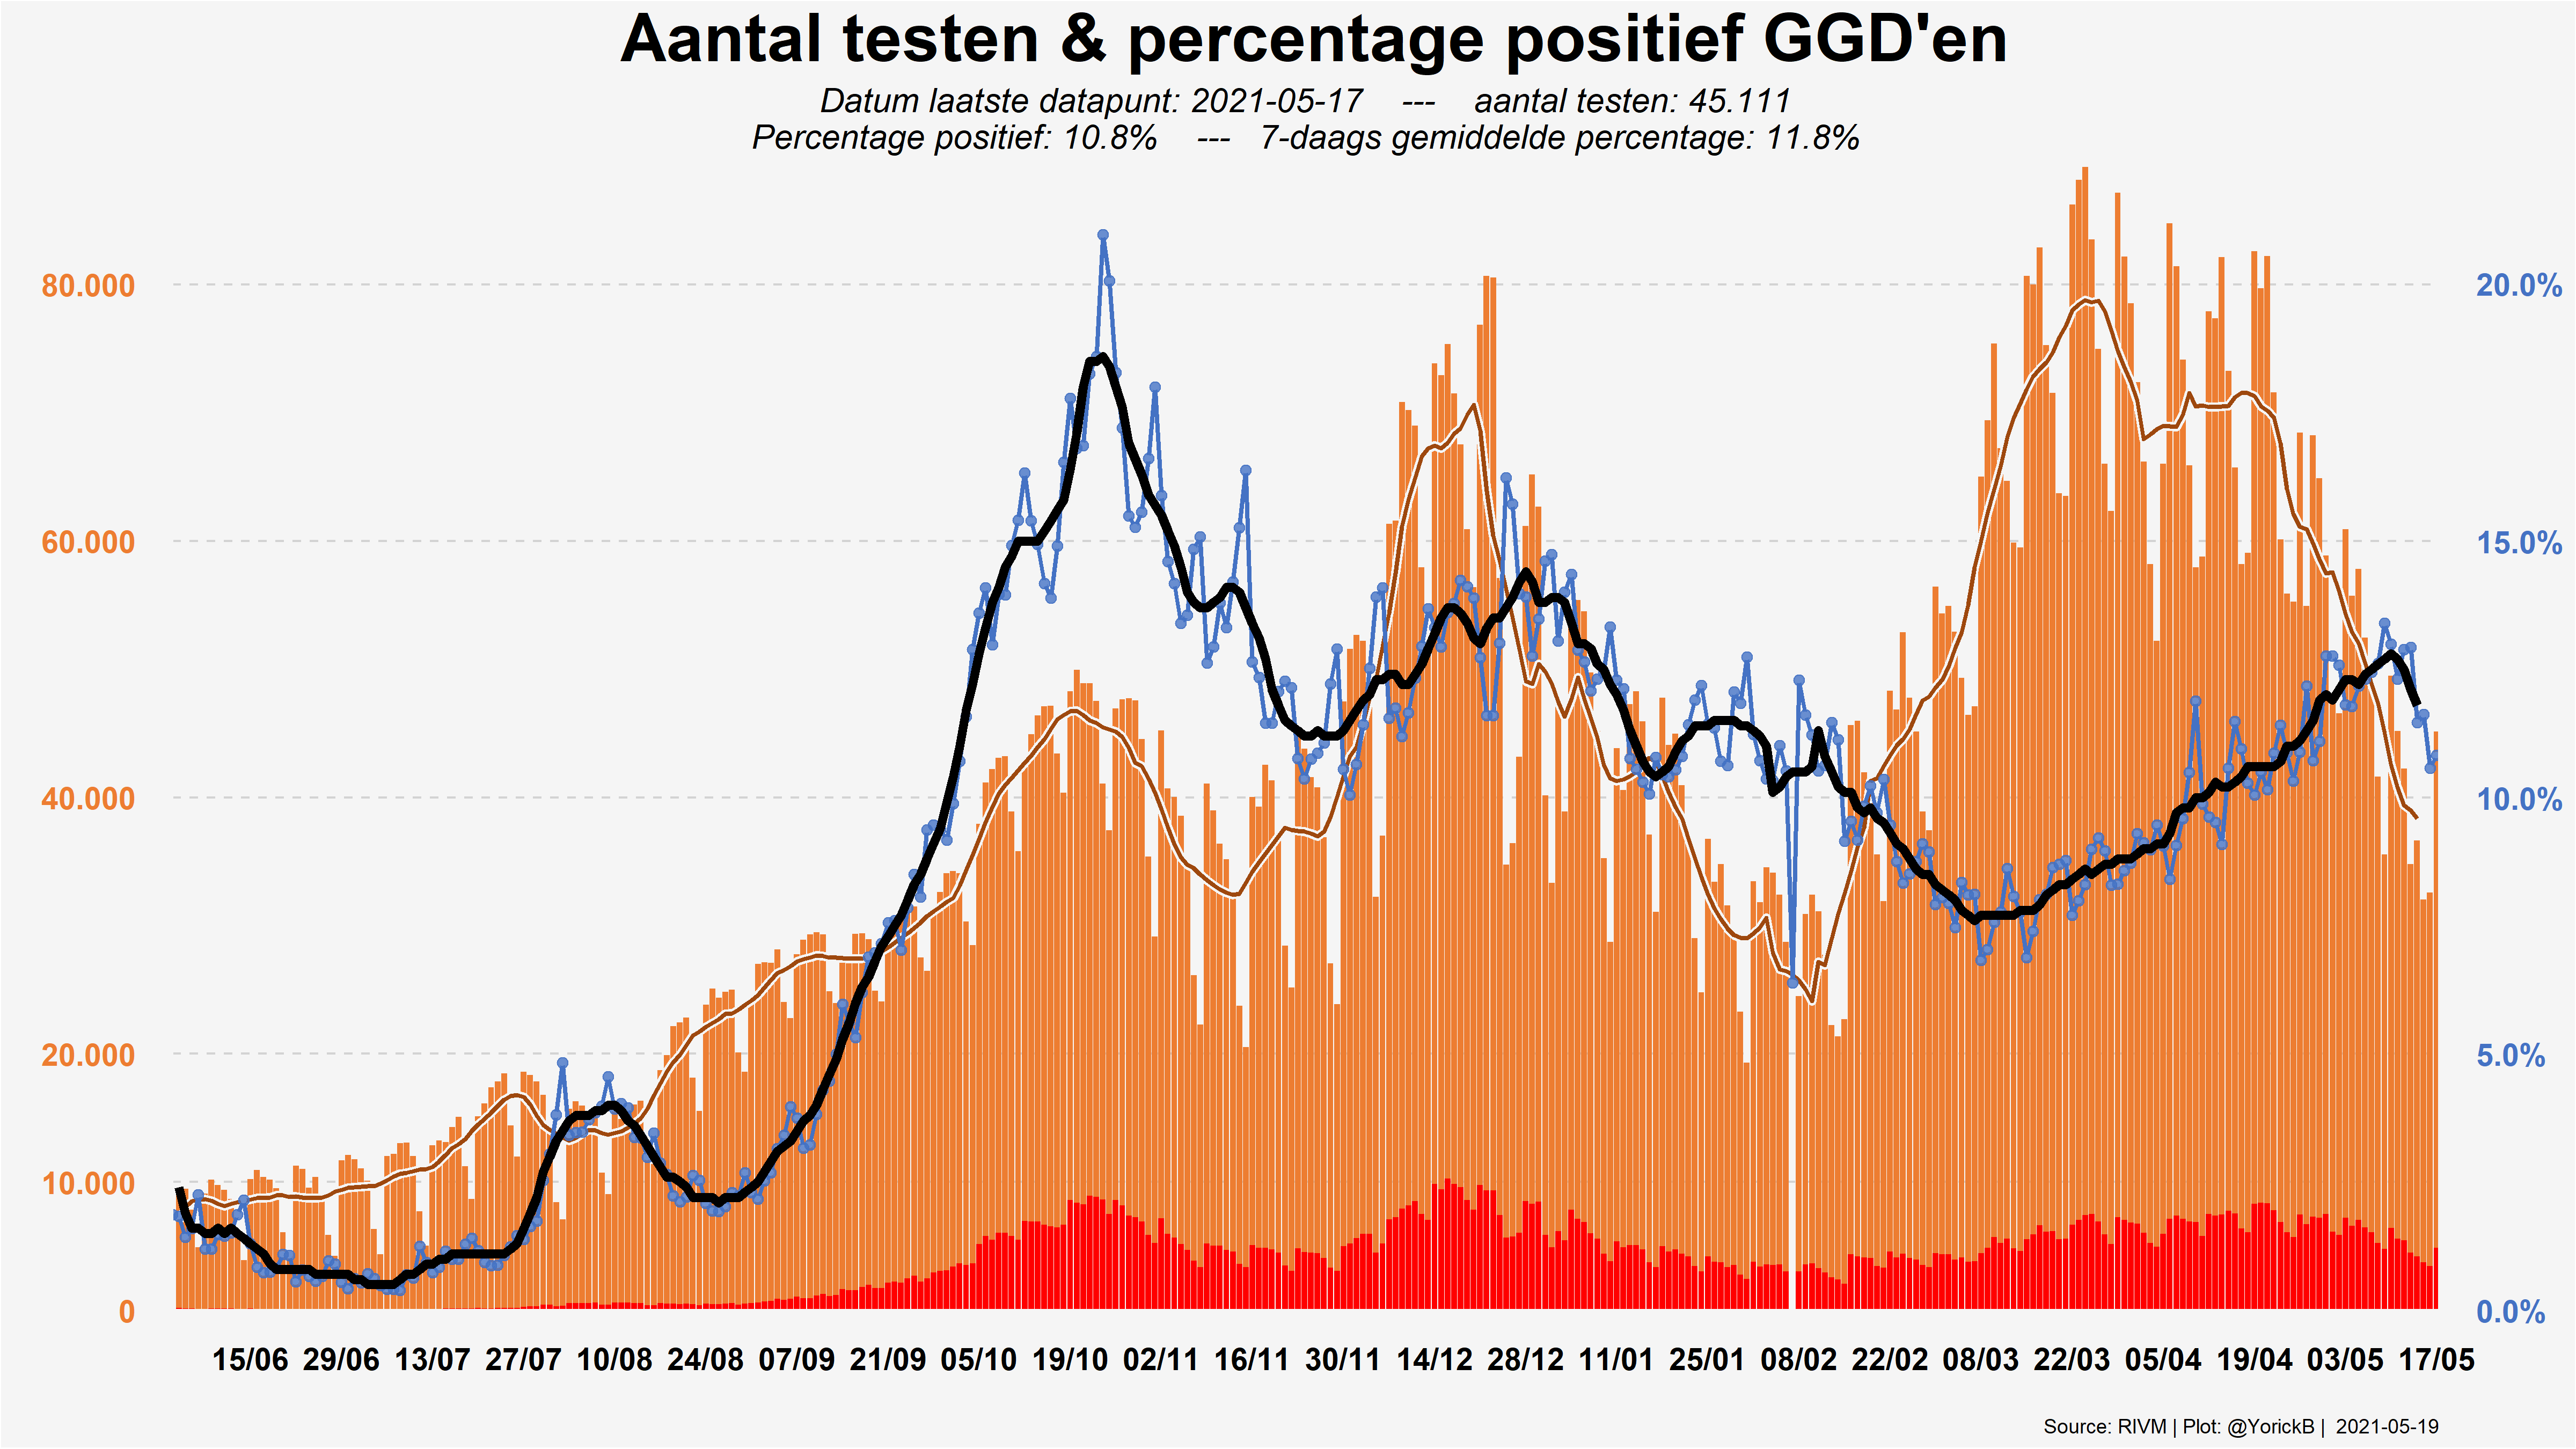 Aantal testen & percentage positief GGD'en
Datum laatste datapunt: 2021-05-17 --- aantal testen: 45.111
Percentage positief: 10.8% --- 7-daags gemiddelde percentage: 11.8%
80.000
60.000
40.000
20.000
10.000
0
20.0%
15.0%
10.0%
5.0%
0.0%
15/06 29/06 13/07 27/07 10/08 24/08 07/09 21/09 05/10 19/10 02/11 16/11 30/11 14/12 28/12 11/01 25/01 08/02 22/02 08/03 22/03 05/04 19/04 03/05 17/05
Source: RIVM | Plot: @YorickB | 2021-05-19